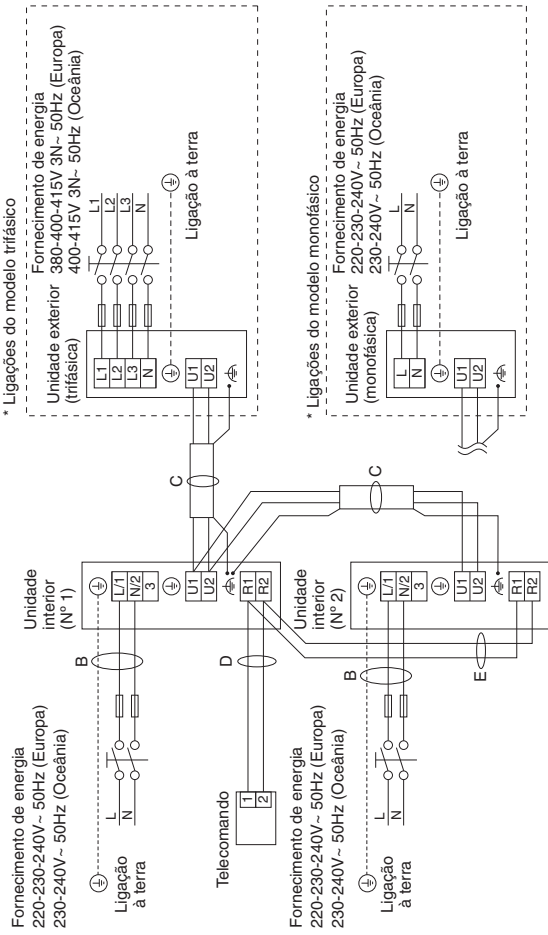 Fornecimento de energia
220-230-240V~ 50Hz (Europa)
230-240V~ 50Hz (Oceânia)
L
N
Ligação
à terra
B
Unidade
interior
(Nº 1)
L/1
N/2
3
U1
U2
R1
R2
Telecomando
1
2
D
C
* Ligações do modelo trifásico
Unidade exterior
(trifásica)
Fornecimento de energia
380-400-415V 3N~ 50Hz (Europa)
400-415V 3N~ 50Hz (Oceânia)
L1
L2
L3
N
L1
L2
L3
N
Ligação à terra
U1
U2
Fornecimento de energia
220-230-240V~ 50Hz (Europa)
230-240V~ 50Hz (Oceânia)
L
N
Ligação
à terra
B
E
Unidade
interior
(Nº 2)
L/1
N/2
3
U1
U2
R1
R2
C
* Ligações do modelo monofásico
Unidade exterior
(monofásica)
Fornecimento de energia
220-230-240V~ 50Hz (Europa)
230-240V~ 50Hz (Oceânia)
L
N
L
N
Ligação à terra
U1
U2